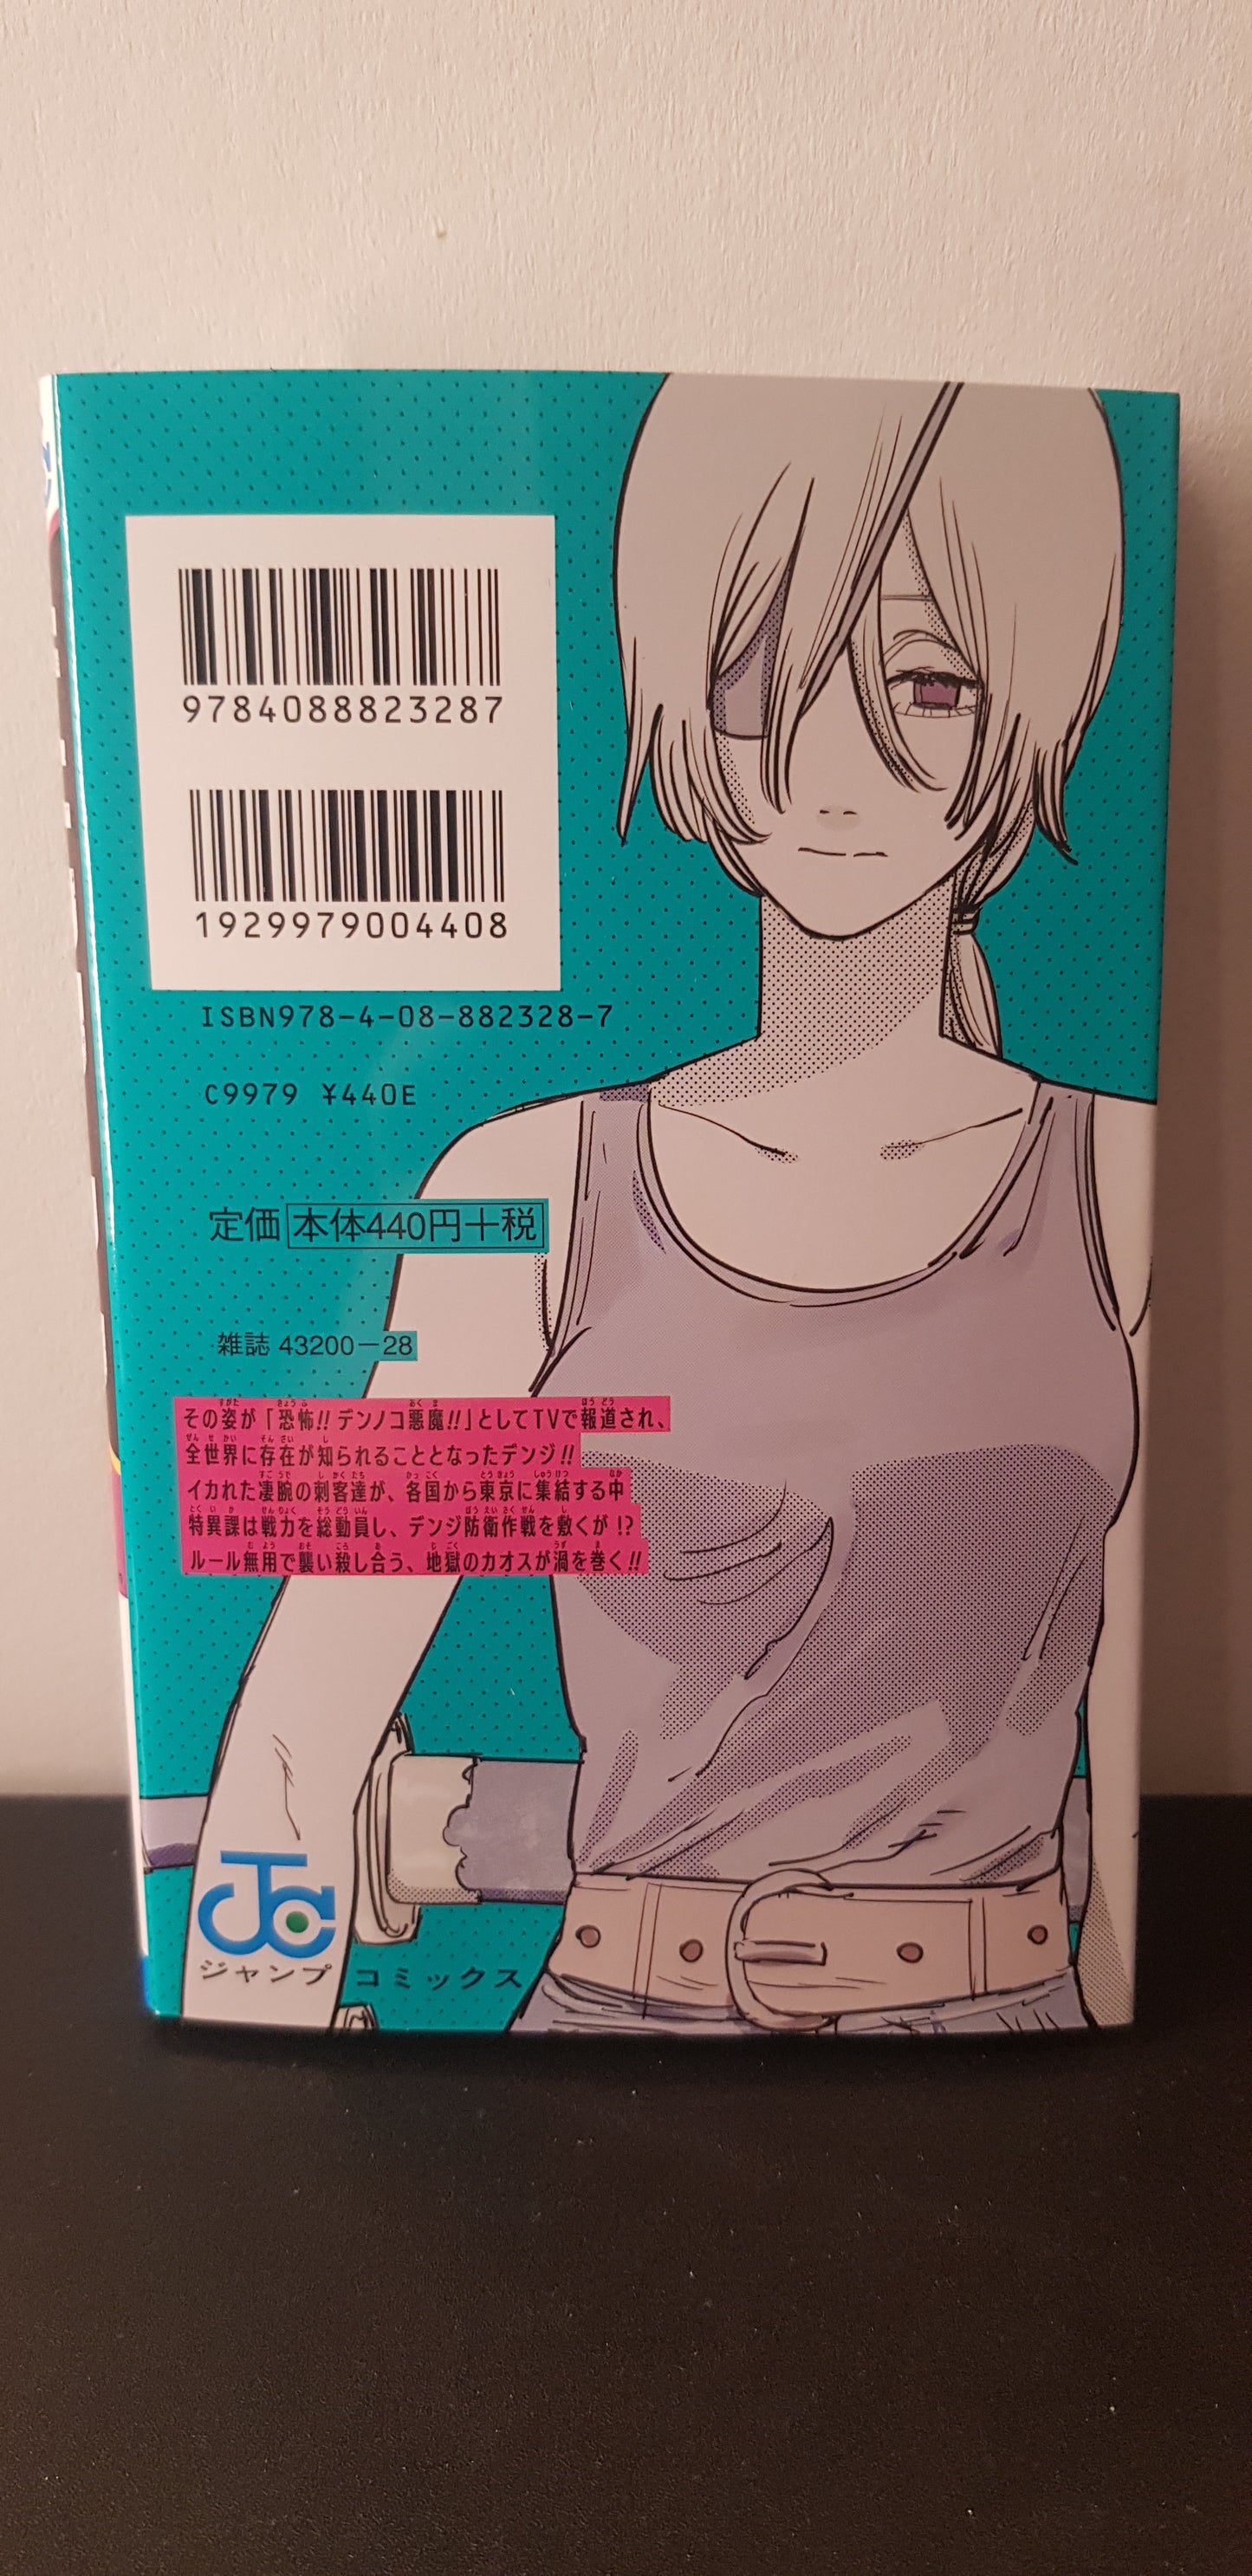 9784088823287
1929979004408
ISBN978-4-08-882328-7
C9979 ¥440E
定価 本体440円+税
雑誌 43200-28
その姿が「恐怖!!デンノコ悪魔!!」としてTVで報道され、
全世界に存在が知られることとなったデンジ!!
イカれた凄腕の刺客達が、各国から東京に集結する中
特異課は戦力を総動員し、デンジ防衛作戦を敷くが!?
ルール無用で襲い殺し合う、地獄のカオスが渦を巻く!!
JC
ジャンプ コミックス